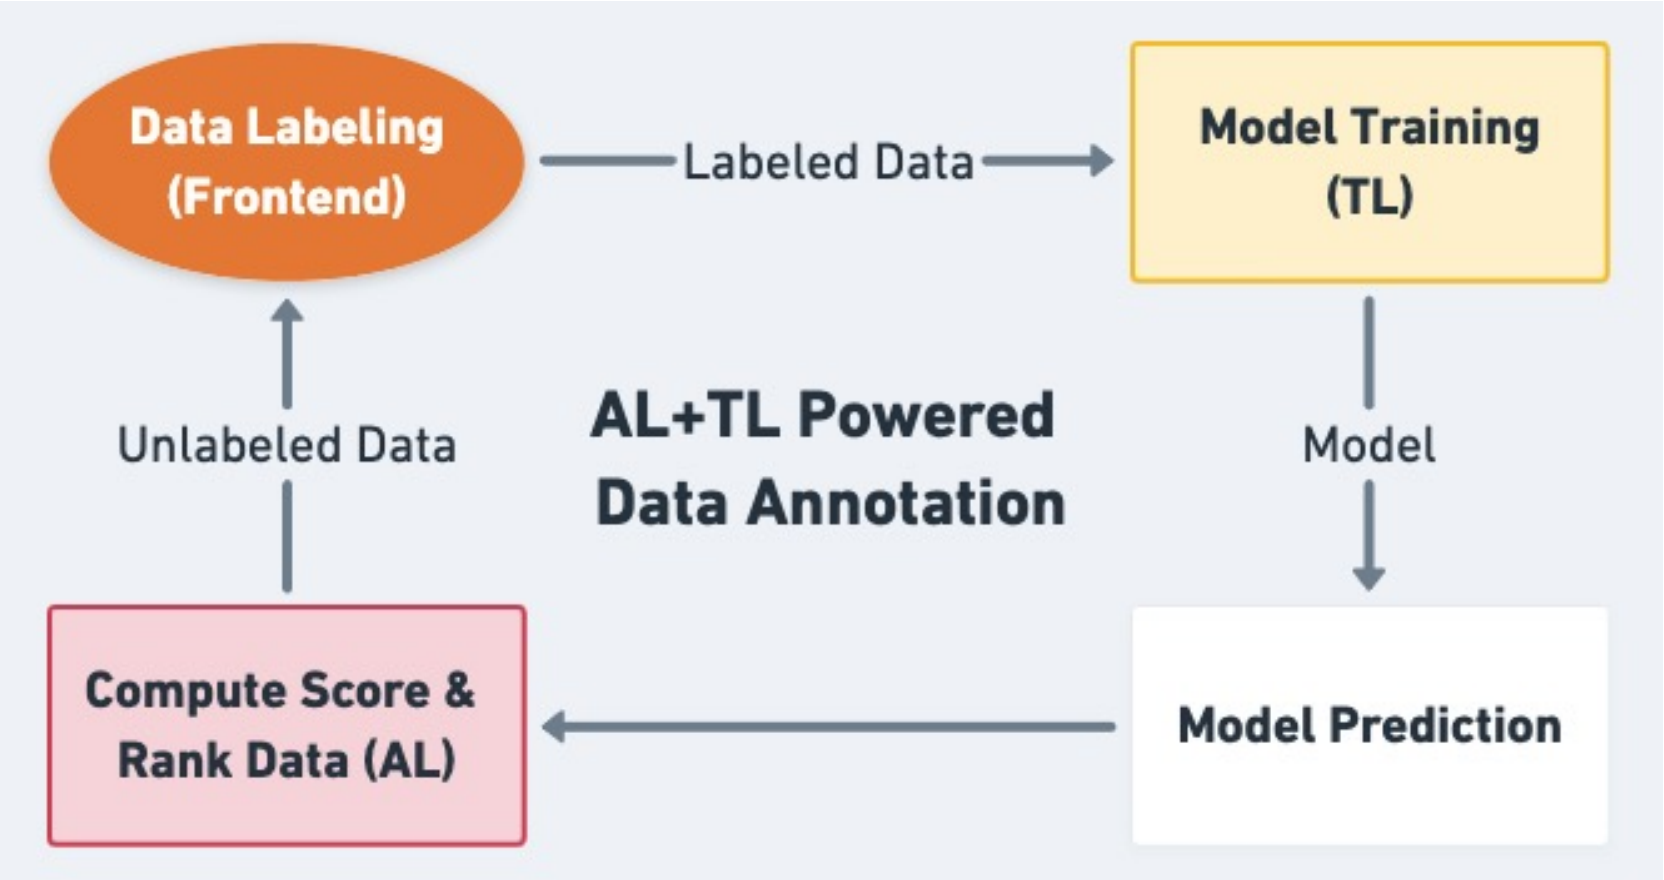 Data Labeling
(Frontend)
Labeled Data
Model Training
(TL)
Unlabeled Data
AL+TL Powered
Data Annotation
Model
Compute Score &
Rank Data (AL)
Model Prediction